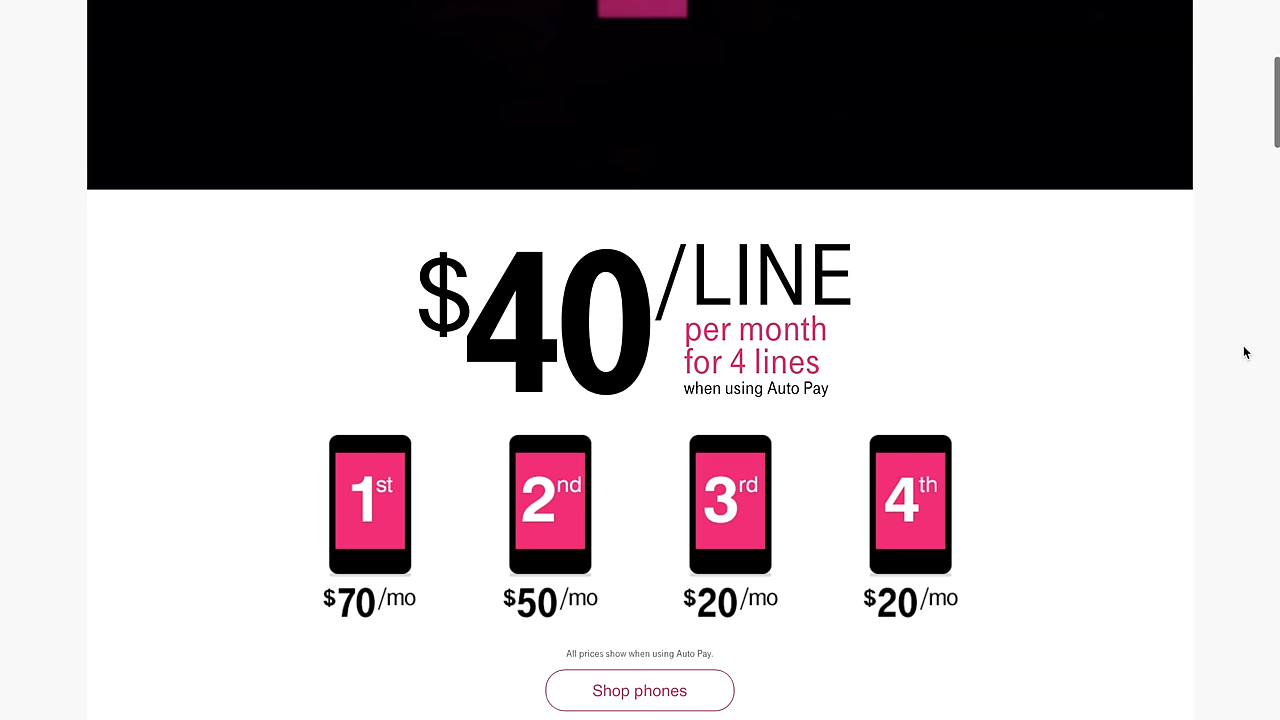 $40/LINE
per month
for 4 lines
when using Auto Pay
1st 2nd 3rd 4th
$70/mo $50/mo $20/mo $20/mo
All prices show when using Auto Pay.
Shop phones